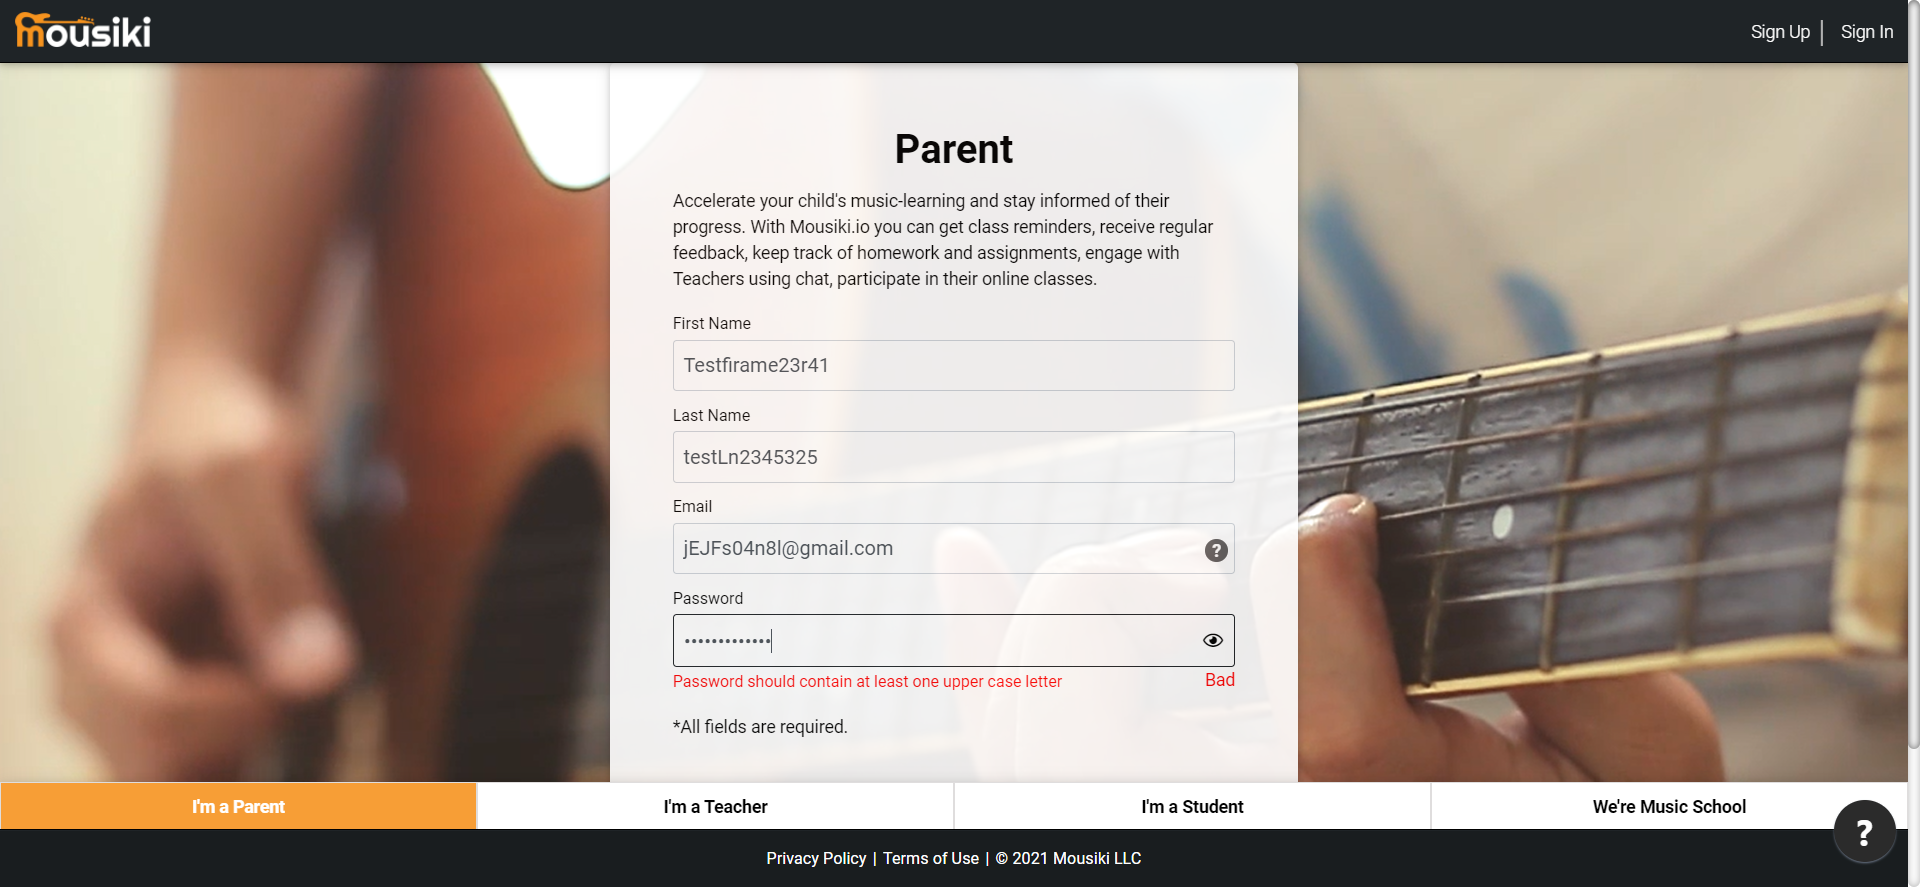 mousiki
Sign Up | Sign In
Parent
Accelerate your child's music-learning and stay informed of their
progress. With Mousiki.io you can get class reminders, receive regular
feedback, keep track of homework and assignments, engage with
Teachers using chat, participate in their online classes.
First Name
Testfirame23r41
Last Name
testLn2345325
Email
jEJFs04n8l@gmail.com
?
Password
•••••••••••••
Password should contain at least one upper case letter
Bad
*All fields are required.
I'm a Parent
I'm a Teacher
I'm a Student
We're Music School
?
Privacy Policy | Terms of Use | © 2021 Mousiki LLC